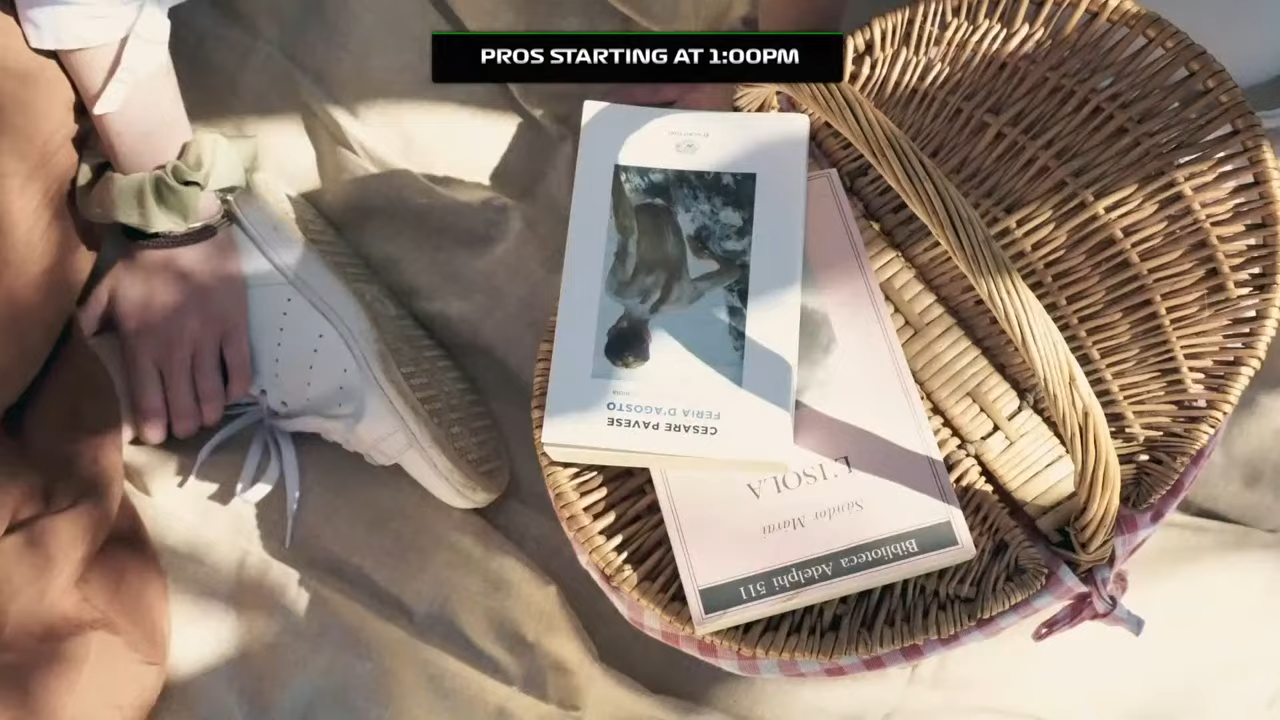 PROS STARTING AT 1:00PM
CESARE PAVESE
FERIA D'AGOSTO
L'ISOLA
Sándor Márai
Biblioteca Adelphi 511